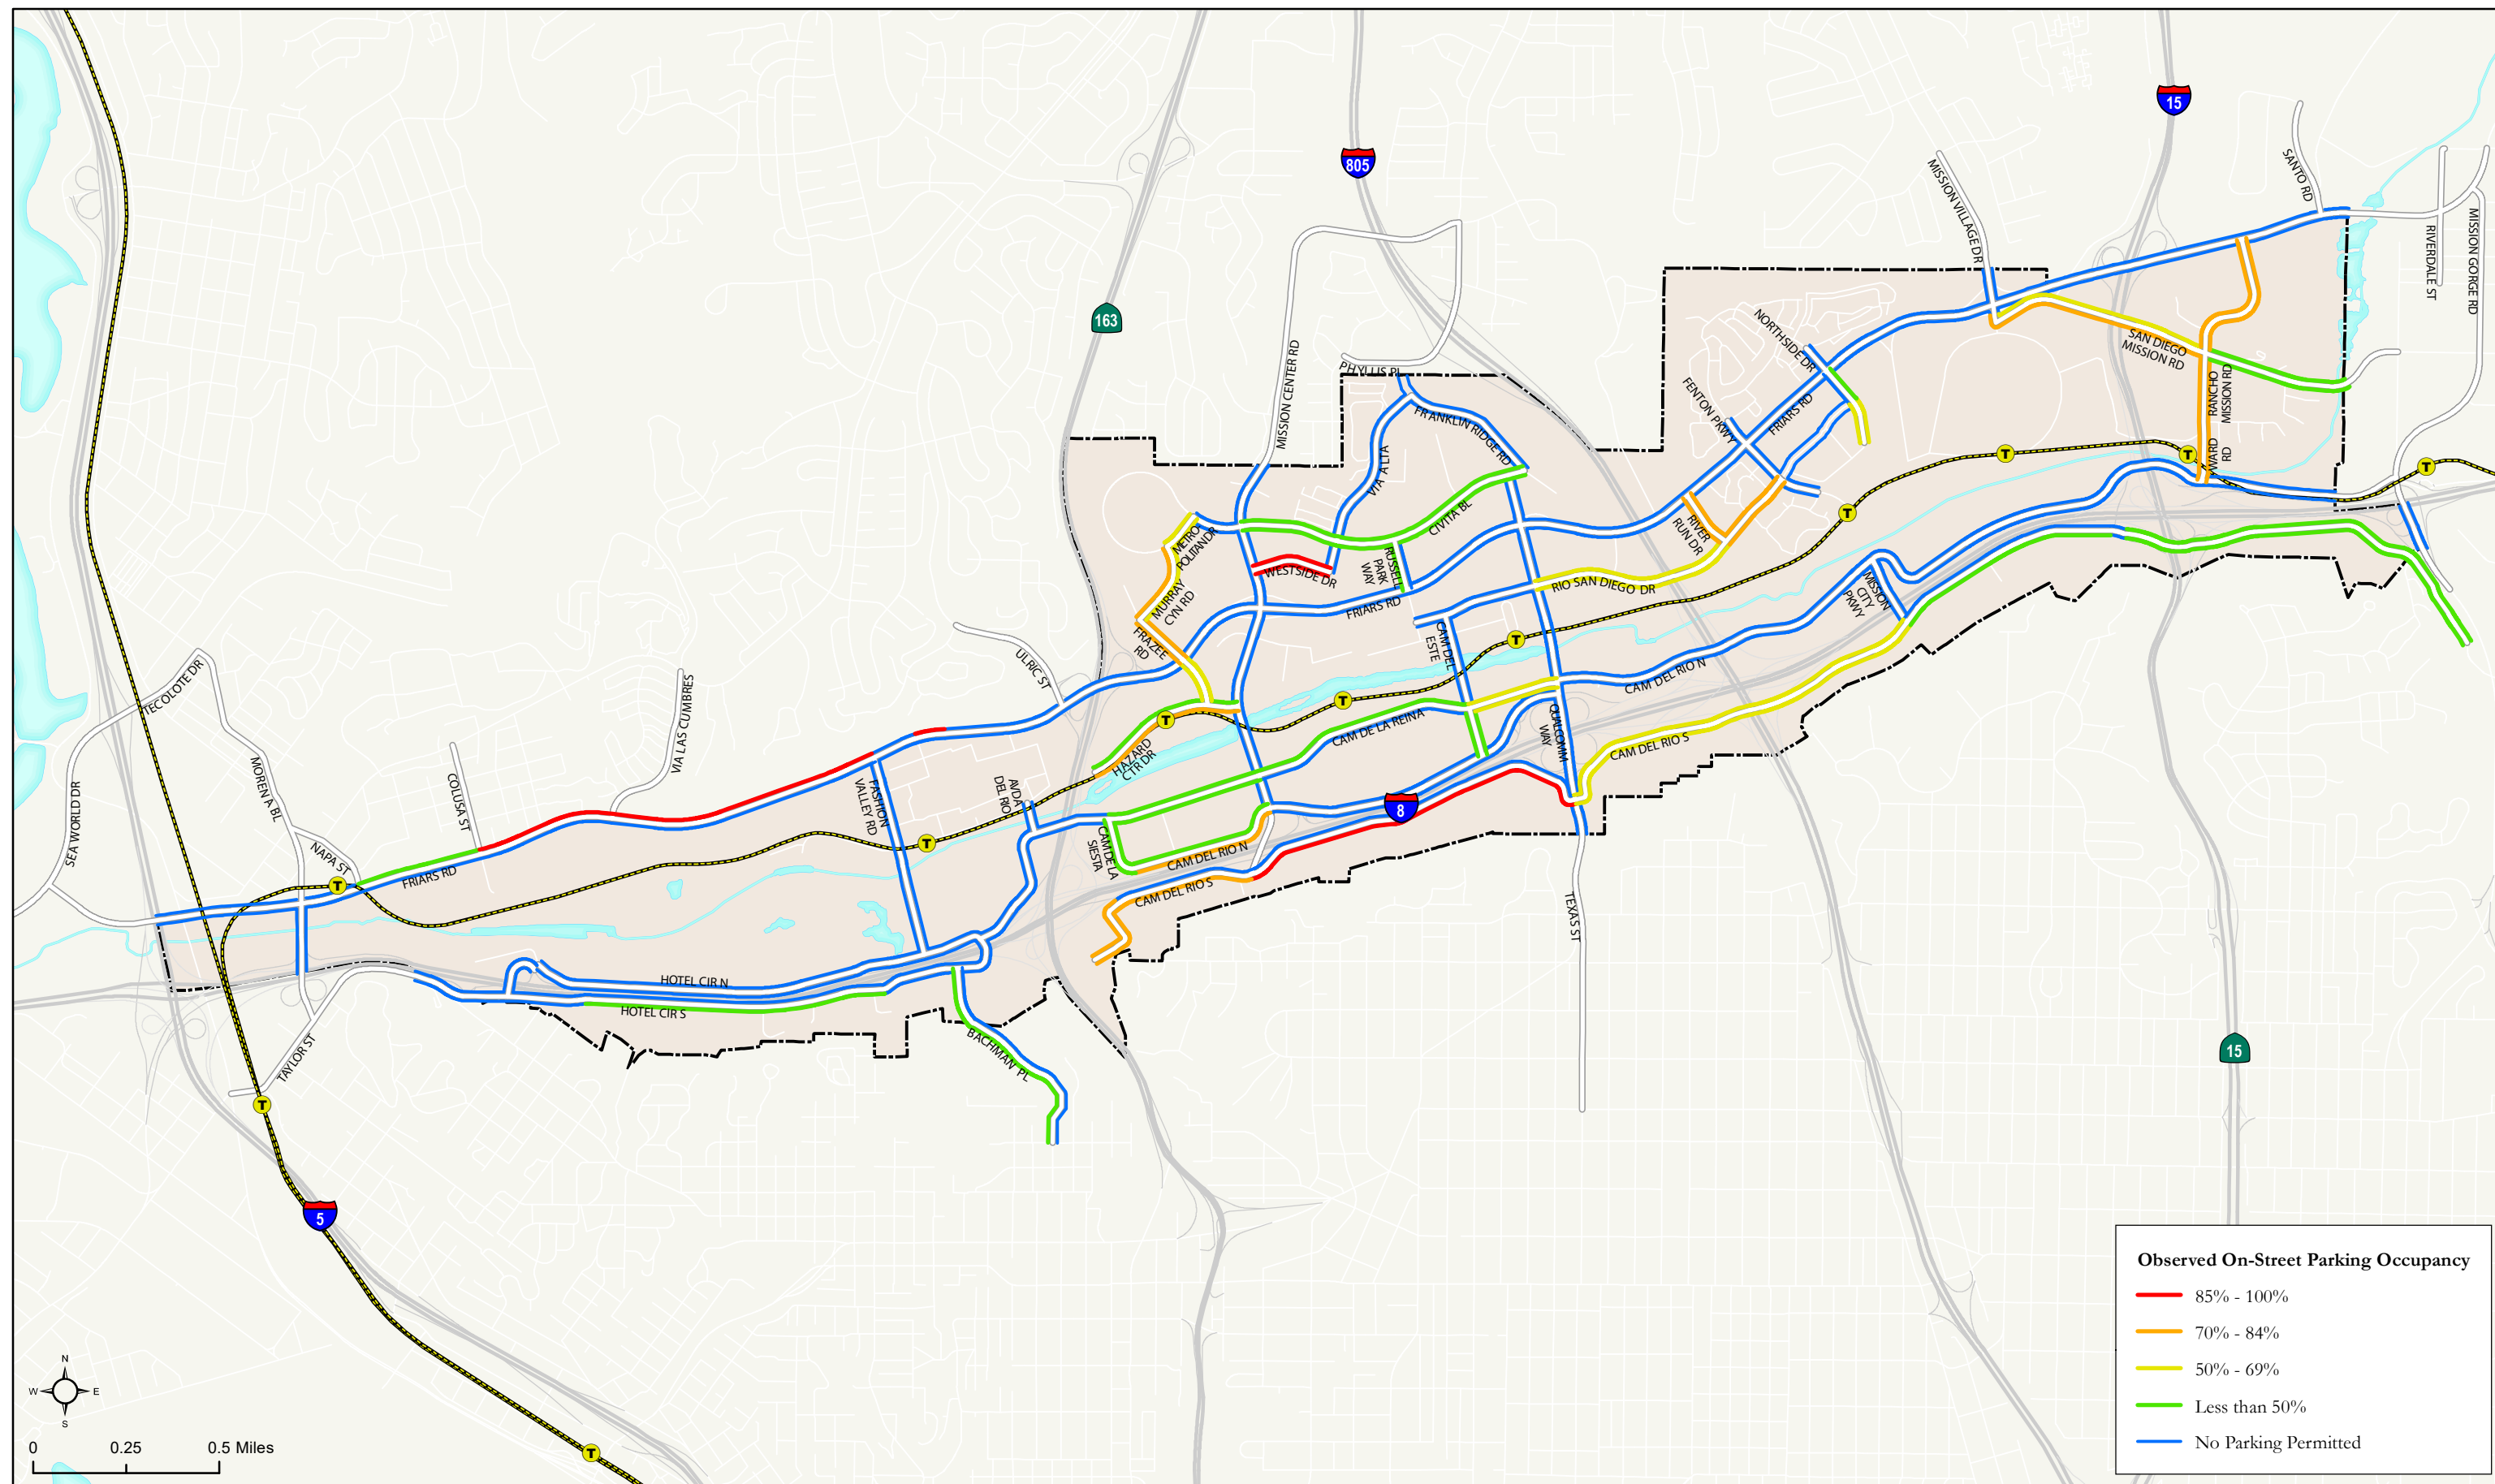 15
805
163
SANTO RD
MISSION VILLAGE DR
RIVERDALE ST
MISSION GORGE RD
NORTHSIDE DR
SAN DIEGO
MISSION RD
MISSION CENTER RD
PHYLLIS PL
FENTON PKWY
FRIARS RD
RANCHO
MISSION RD
FRANKLIN RIDGE RD
WARD
RD
VIA ALTA
CIVITA BL
METRO
POLITAN DR
RIVER
RUN DR
WESTSIDE DR
RUSSELL
PARK
WAY
MURRAY
CYN RD
RIO SAN DIEGO DR
MISSION
CITY
PKWY
FRIARS RD
FRAZEE
RD
CAM DEL
ESTE
ULRIC ST
TECOLOTE DR
VIA LAS CUMBRES
CAM DEL RIO N
HAZARD
CTR DR
CAM DE LA REINA
QUALCOMM
WAY
CAM DEL RIO S
SEA WORLD DR
MORENA BL
COLUSA ST
FASHION
VALLEY RD
AVDA
DEL RIO
8
NAPA ST
CAM DE LA
SIESTA
CAM DEL RIO N
FRIARS RD
CAM DEL RIO S
TEXAS ST
HOTEL CIR N
HOTEL CIR S
BACHMAN PL
TAYLOR ST
15
5
T
T
T
T
T
T
T
T
T
T
T
Observed On-Street Parking Occupancy
85% - 100%
70% - 84%
50% - 69%
Less than 50%
No Parking Permitted
N
W E
S
0 0.25 0.5 Miles